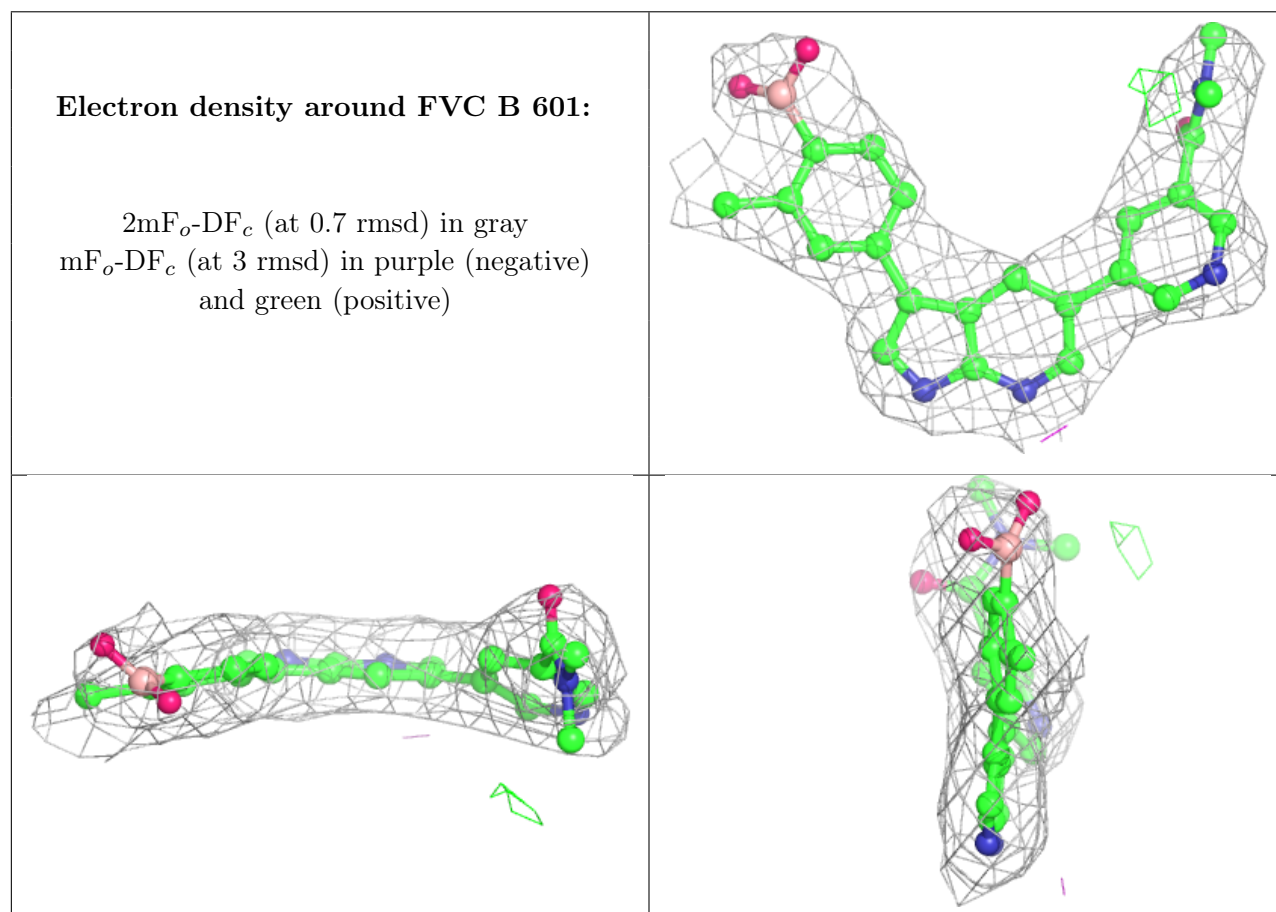 Electron density around FVC B 601:
2mFo-DFc (at 0.7 rmsd) in gray
mFo-DFc (at 3 rmsd) in purple (negative)
and green (positive)